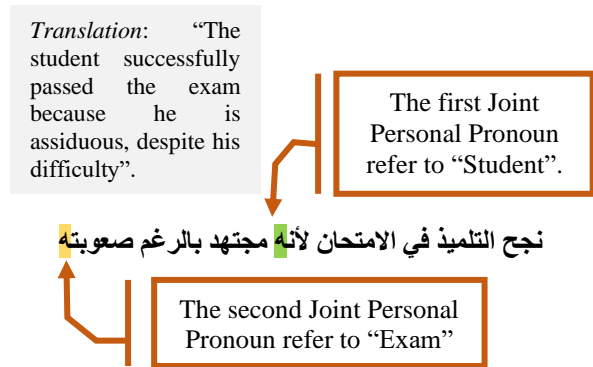 Translation: “The
student successfully
passed the exam
because he is
assiduous, despite his
difficulty”.
The first Joint
Personal Pronoun
refer to “Student”.
نجح التلميذ في الامتحان لأنه مجتهد بالرغم صعوبته
The second Joint Personal
Pronoun refer to “Exam”